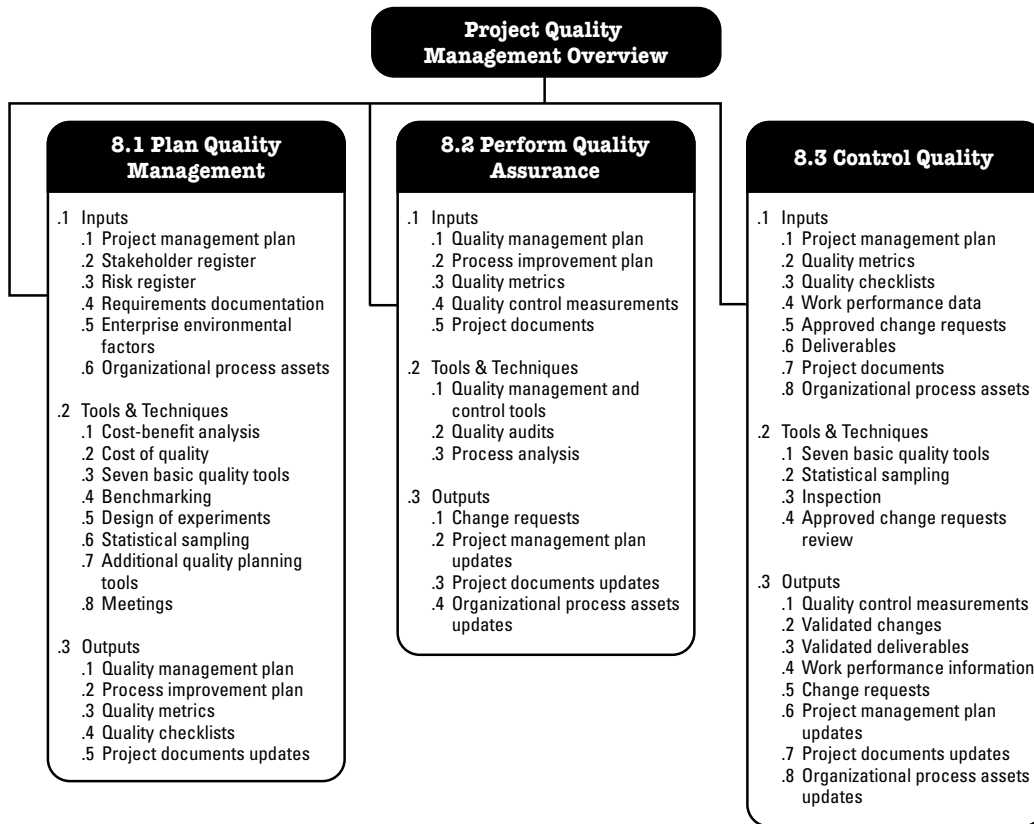 Project Quality
Management Overview
8.1 Plan Quality
Management
.1 Inputs
.1 Project management plan
.2 Stakeholder register
.3 Risk register
.4 Requirements documentation
.5 Enterprise environmental
factors
.6 Organizational process assets
.2 Tools & Techniques
.1 Cost-benefit analysis
.2 Cost of quality
.3 Seven basic quality tools
.4 Benchmarking
.5 Design of experiments
.6 Statistical sampling
.7 Additional quality planning
tools
.8 Meetings
.3 Outputs
.1 Quality management plan
.2 Process improvement plan
.3 Quality metrics
.4 Quality checklists
.5 Project documents updates
8.2 Perform Quality
Assurance
.1 Inputs
.1 Quality management plan
.2 Process improvement plan
.3 Quality metrics
.4 Quality control measurements
.5 Project documents
.2 Tools & Techniques
.1 Quality management and
control tools
.2 Quality audits
.3 Process analysis
.3 Outputs
.1 Change requests
.2 Project management plan
updates
.3 Project documents updates
.4 Organizational process assets
updates
8.3 Control Quality
.1 Inputs
.1 Project management plan
.2 Quality metrics
.3 Quality checklists
.4 Work performance data
.5 Approved change requests
.6 Deliverables
.7 Project documents
.8 Organizational process assets
.2 Tools & Techniques
.1 Seven basic quality tools
.2 Statistical sampling
.3 Inspection
.4 Approved change requests
review
.3 Outputs
.1 Quality control measurements
.2 Validated changes
.3 Validated deliverables
.4 Work performance information
.5 Change requests
.6 Project management plan
updates
.7 Project documents updates
.8 Organizational process assets
updates